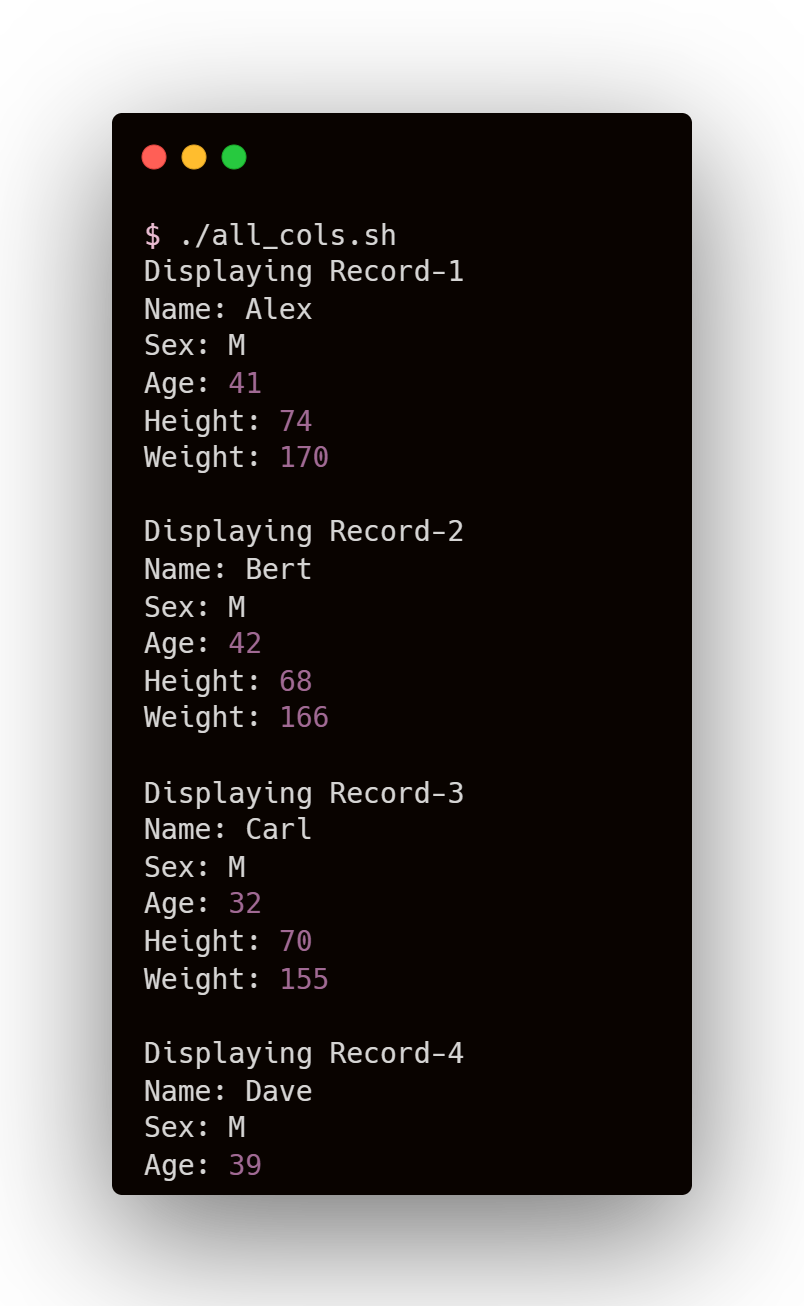 $ ./all_cols.sh
Displaying Record-1
Name: Alex
Sex: M
Age: 41
Height: 74
Weight: 170
Displaying Record-2
Name: Bert
Sex: M
Age: 42
Height: 68
Weight: 166
Displaying Record-3
Name: Carl
Sex: M
Age: 32
Height: 70
Weight: 155
Displaying Record-4
Name: Dave
Sex: M
Age: 39